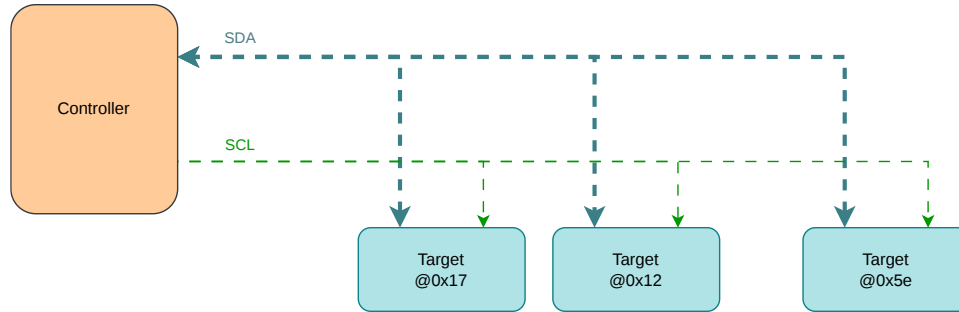 SDA
Controller
SCL
Target
@0x17
Target
@0x12
Target
@0x5e